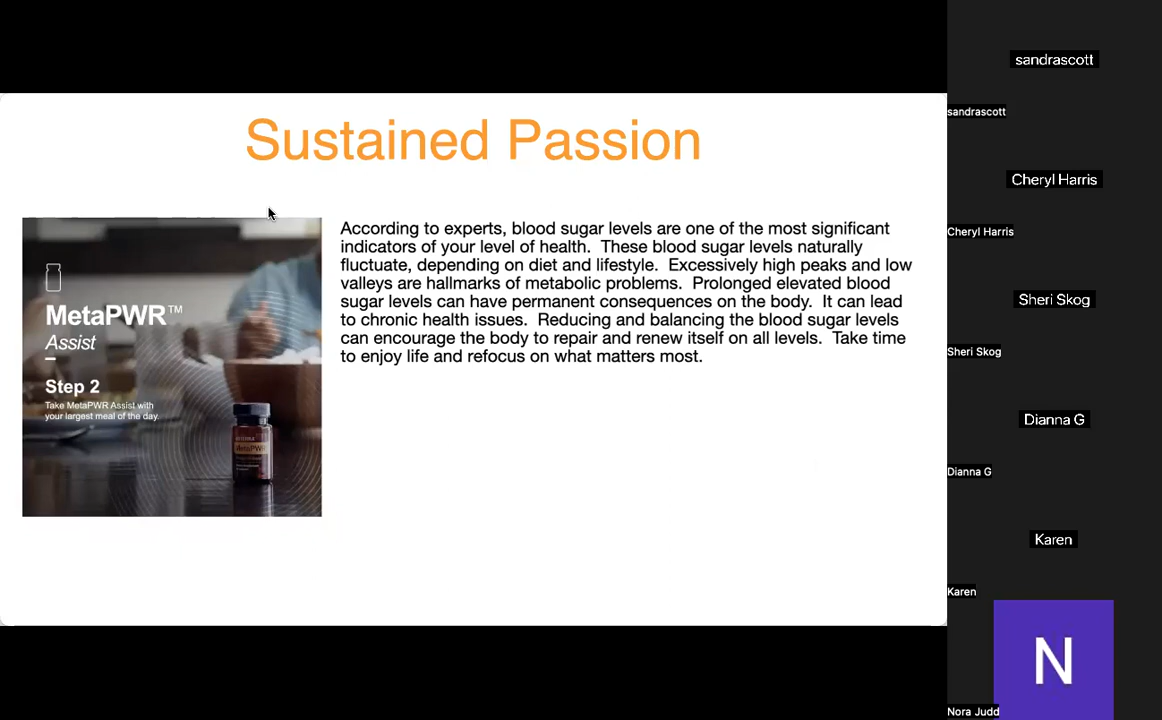 Sustained Passion
MetaPWR™
Assist
Step 2
Take MetaPWR Assist with
your largest meal of the day.
MetaPWR
According to experts, blood sugar levels are one of the most significant
indicators of your level of health.  These blood sugar levels naturally
fluctuate, depending on diet and lifestyle.  Excessively high peaks and low
valleys are hallmarks of metabolic problems.  Prolonged elevated blood
sugar levels can have permanent consequences on the body.  It can lead
to chronic health issues.  Reducing and balancing the blood sugar levels
can encourage the body to repair and renew itself on all levels.  Take time
to enjoy life and refocus on what matters most.
sandrascott
sandrascott
Cheryl Harris
Cheryl Harris
Sheri Skog
Sheri Skog
Dianna G
Dianna G
Karen
Karen
N
Nora Judd